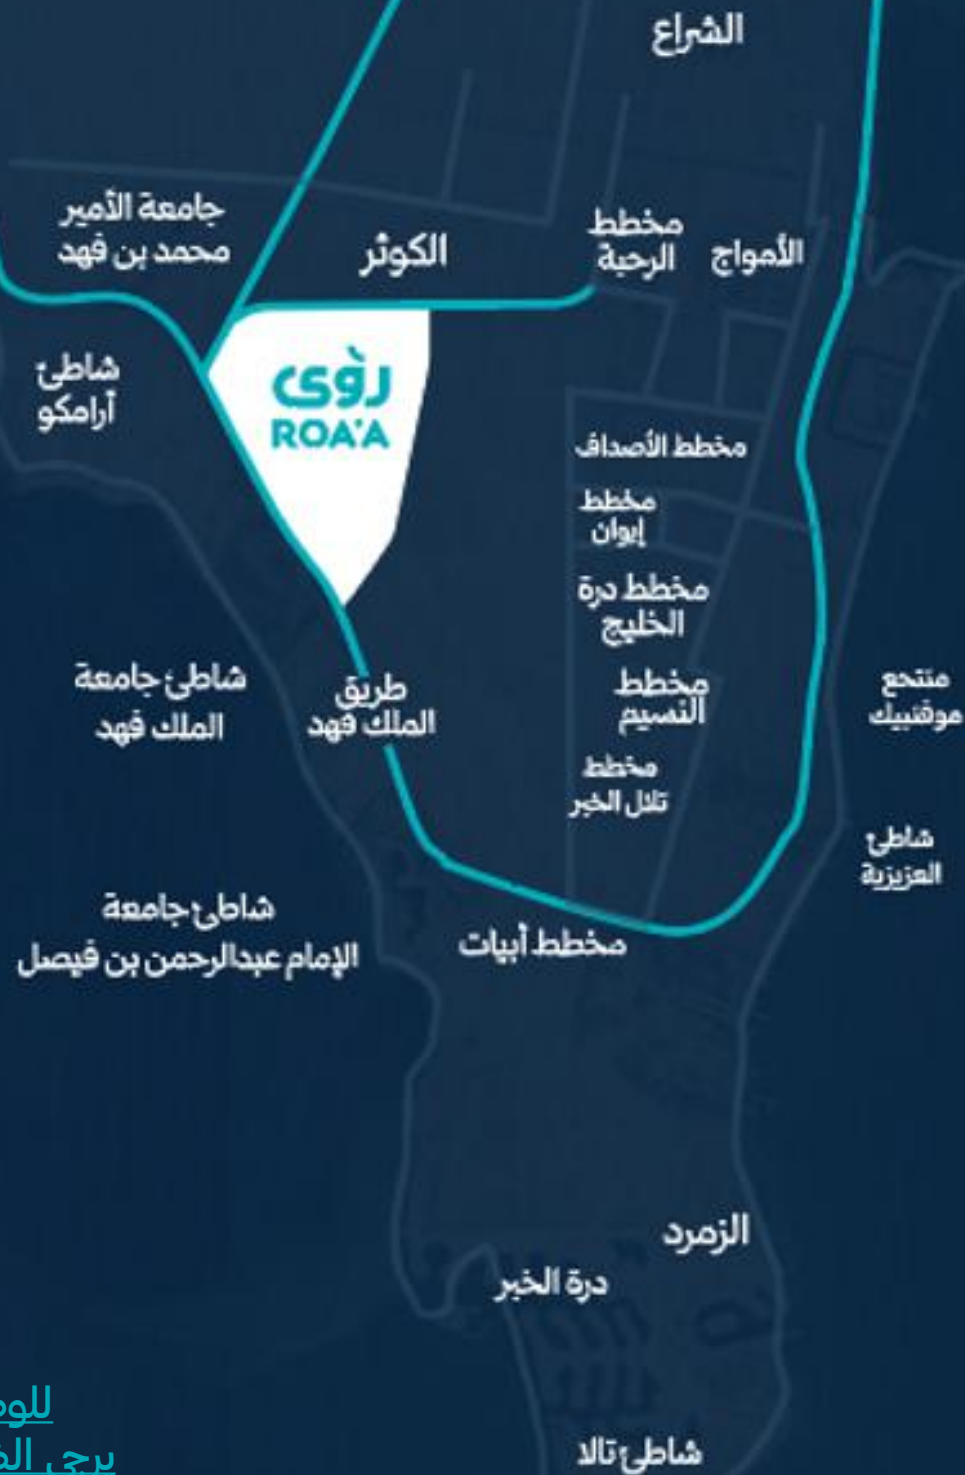 الشراع
جامعة الأمير
محمد بن فهد
الكوثر
مخطط
الرحبة
الأمواج
شاطئ
أرامكو
رؤى
ROA'A
مخطط الأصداف
مخطط
إيوان
مخطط درة
الخليج
شاطئ جامعة
الملك فهد
طريق
الملك فهد
مخطط
النسيم
منتجع
موفنبيك
مخطط
تلال الخبر
شاطئ
العزيزية
شاطئ جامعة
الإمام عبدالرحمن بن فيصل
مخطط أبيات
الزمرد
درة الخبر
يرجى
شاطئ تالا